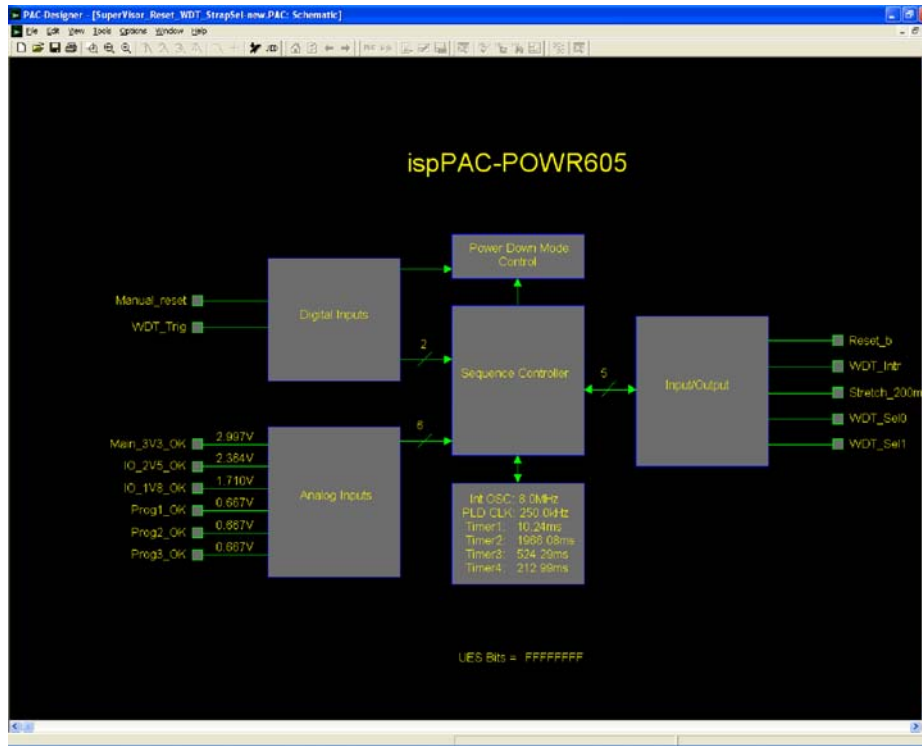 PAC-Designer - [SuperVisor_Reset_WDT_StrapSel-new.PAC: Schematic]
File Edit View Tools Options Window Help
ispPAC-POWR605
Power Down Mode
Control
Manual_reset
WDT_Trig
Digital Inputs
2
Sequence Controller
5
Input/Output
Reset_b
WDT_Intr
Stretch_200m
WDT_Sel0
WDT_Sel1
Main_3V3_OK 2.997V
IO_2V5_OK 2.384V
IO_1V8_OK 1.710V
Prog1_OK 0.667V
Prog2_OK 0.667V
Prog3_OK 0.667V
Analog Inputs
6
Int OSC: 8.0MHz
PLD CLK: 250.0kHz
Timer1: 10.24ms
Timer2: 1966.08ms
Timer3: 524.29ms
Timer4: 212.99ms
UES Bits = FFFFFFFF